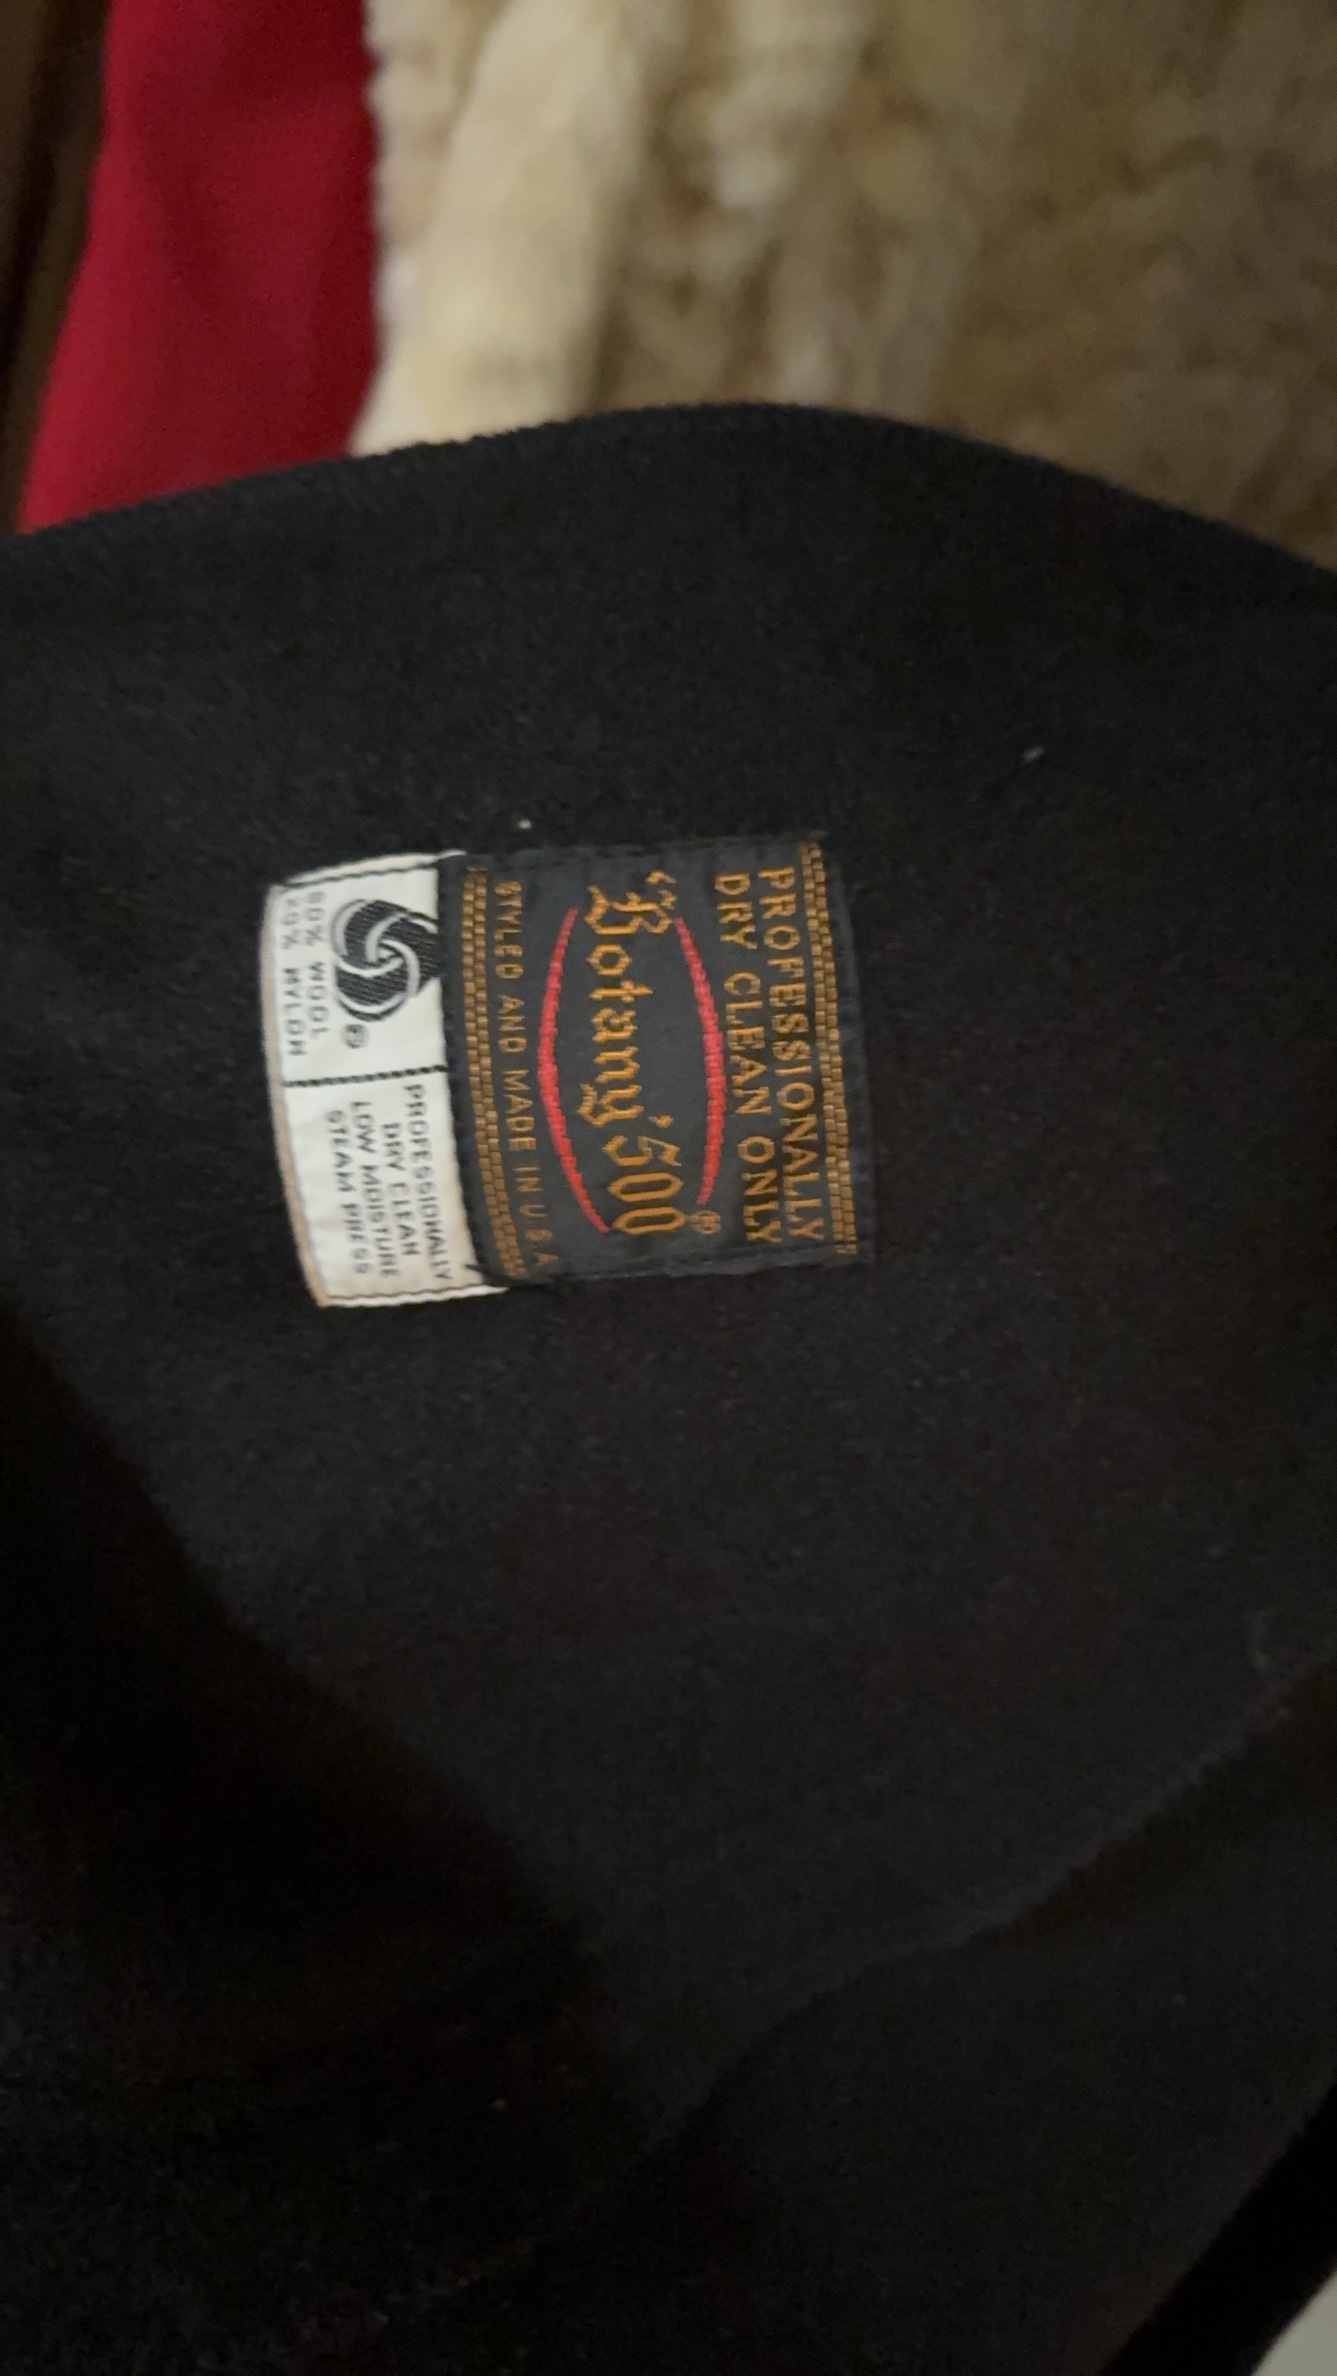 PROFESSIONALLY
DRY CLEAN ONLY
"Botany" 500®
STYLED AND MADE IN U.S.A.
®
80% WOOL
20% NYLON
PROFESSIONALLY
DRY CLEAN
LOW MOISTURE
STEAM PRESS